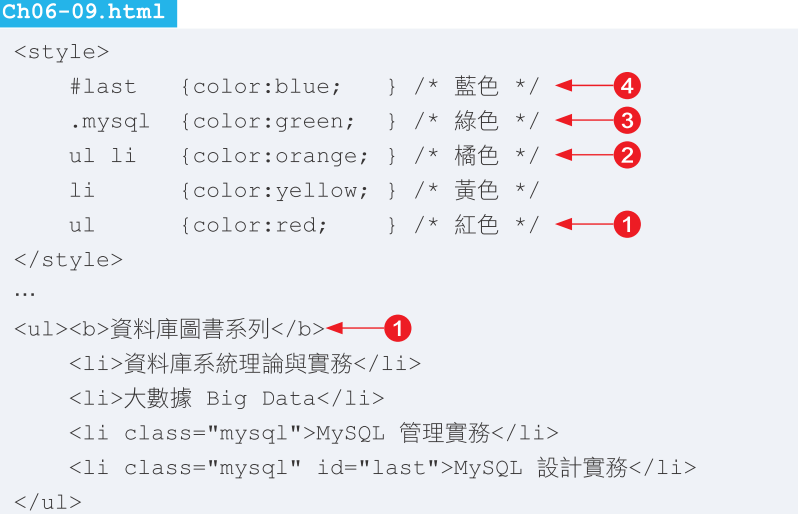 Ch06-09.html
<style>
    #last   {color:blue;   } /* 藍色 */ 4
    .mysql  {color:green;  } /* 綠色 */ 3
    ul li   {color:orange; } /* 橘色 */ 2
    li      {color:yellow; } /* 黃色 */
    ul      {color:red;    } /* 紅色 */ 1
</style>
…
<ul><b>資料庫圖書系列</b> 1
    <li>資料庫系統理論與實務</li>
    <li>大數據 Big Data</li>
    <li class="mysql">MySQL 管理實務</li>
    <li class="mysql" id="last">MySQL 設計實務</li>
</ul>